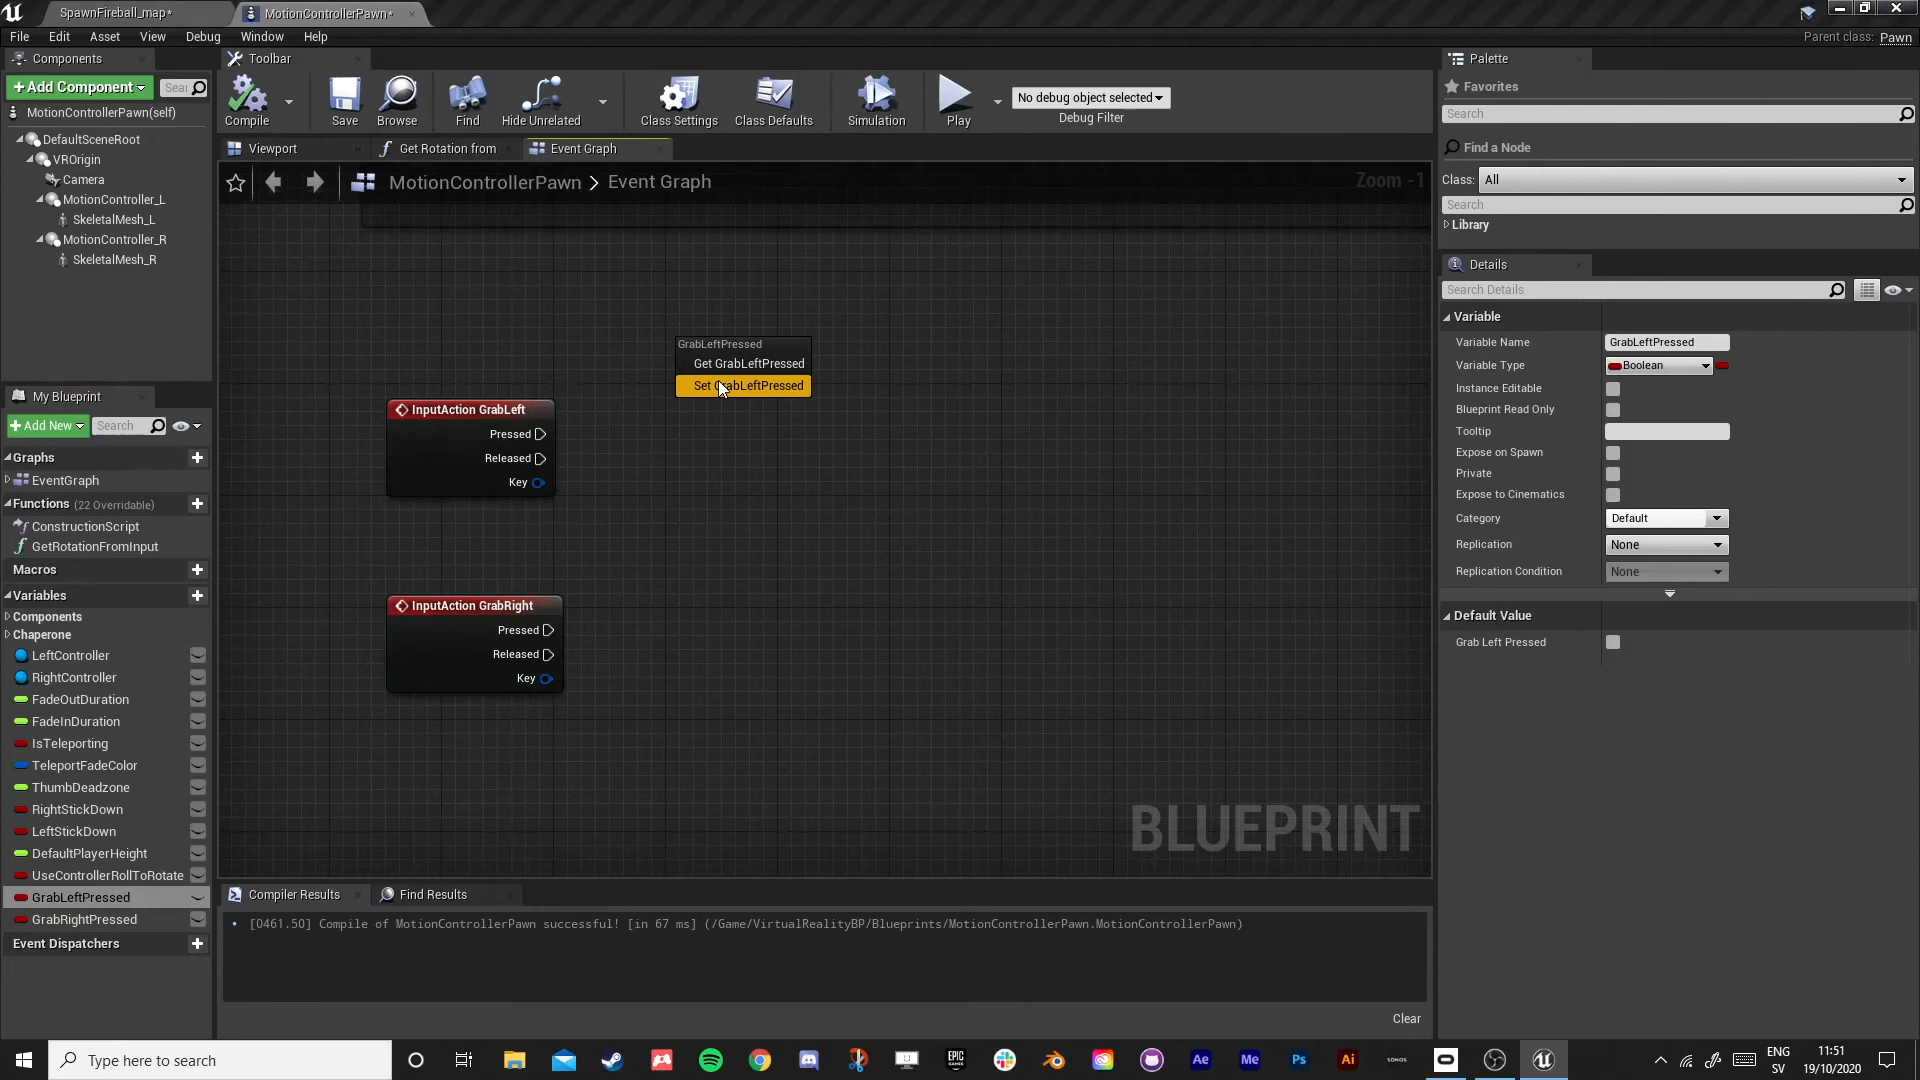 SpawnFireball_map*
MotionControllerPawn*
File Edit Asset View Debug Window Help
Parent class: Pawn
Components
+Add Component
MotionControllerPawn(self)
DefaultSceneRoot
VROrigin
Camera
MotionController_L
SkeletalMesh_L
MotionController_R
SkeletalMesh_R
My Blueprint
+Add New
Search
Graphs
EventGraph
Functions (22 Overridable)
ConstructionScript
GetRotationFromInput
Macros
Variables
Components
Chaperone
LeftController
RightController
FadeOutDuration
FadeInDuration
IsTeleporting
TeleportFadeColor
ThumbDeadzone
RightStickDown
LeftStickDown
DefaultPlayerHeight
UseControllerRollToRotate
GrabLeftPressed
GrabRightPressed
Event Dispatchers
Toolbar
Compile
Save
Browse
Find
Hide Unrelated
Class Settings
Class Defaults
Simulation
Play
No debug object selected
Debug Filter
Viewport
Get Rotation from
Event Graph
MotionControllerPawn > Event Graph
Zoom -1
GrabLeftPressed
Get GrabLeftPressed
Set GrabLeftPressed
InputAction GrabLeft
Pressed
Released
Key
InputAction GrabRight
Pressed
Released
Key
BLUEPRINT
Compiler Results
Find Results
[0461.50] Compile of MotionControllerPawn successful! [in 67 ms] (/Game/VirtualRealityBP/Blueprints/MotionControllerPawn.MotionControllerPawn)
Clear
Palette
Favorites
Search
Find a Node
Class: All
Search
Library
Details
Search Details
Variable
Variable Name GrabLeftPressed
Variable Type Boolean
Instance Editable
Blueprint Read Only
Tooltip
Expose on Spawn
Private
Expose to Cinematics
Category Default
Replication None
Replication Condition None
Default Value
Grab Left Pressed
Type here to search
EPIC GAMES
Ae
Me
Ps
Ai
SONOS
ENG
SV
11:51
19/10/2020